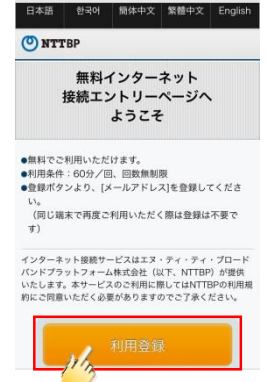 日本語 한국어 簡体中文 繁體中文 English
NTTBP
無料インターネット
接続エントリーページへ
ようこそ
●無料でご利用いただけます。
●利用条件：60分／回、回数無制限
●登録ボタンより、[メールアドレス]を登録してくださ
い。
（同じ端末で再度ご利用いただく際は登録は不要で
す）
インターネット接続サービスはエヌ・ティ・ティ・ブロード
バンドプラットフォーム株式会社（以下、NTTBP）が提供
いたします。本サービスのご利用に際してはNTTBPの利用規
約にご同意いただく必要がありますのでご了承ください。
利用登録